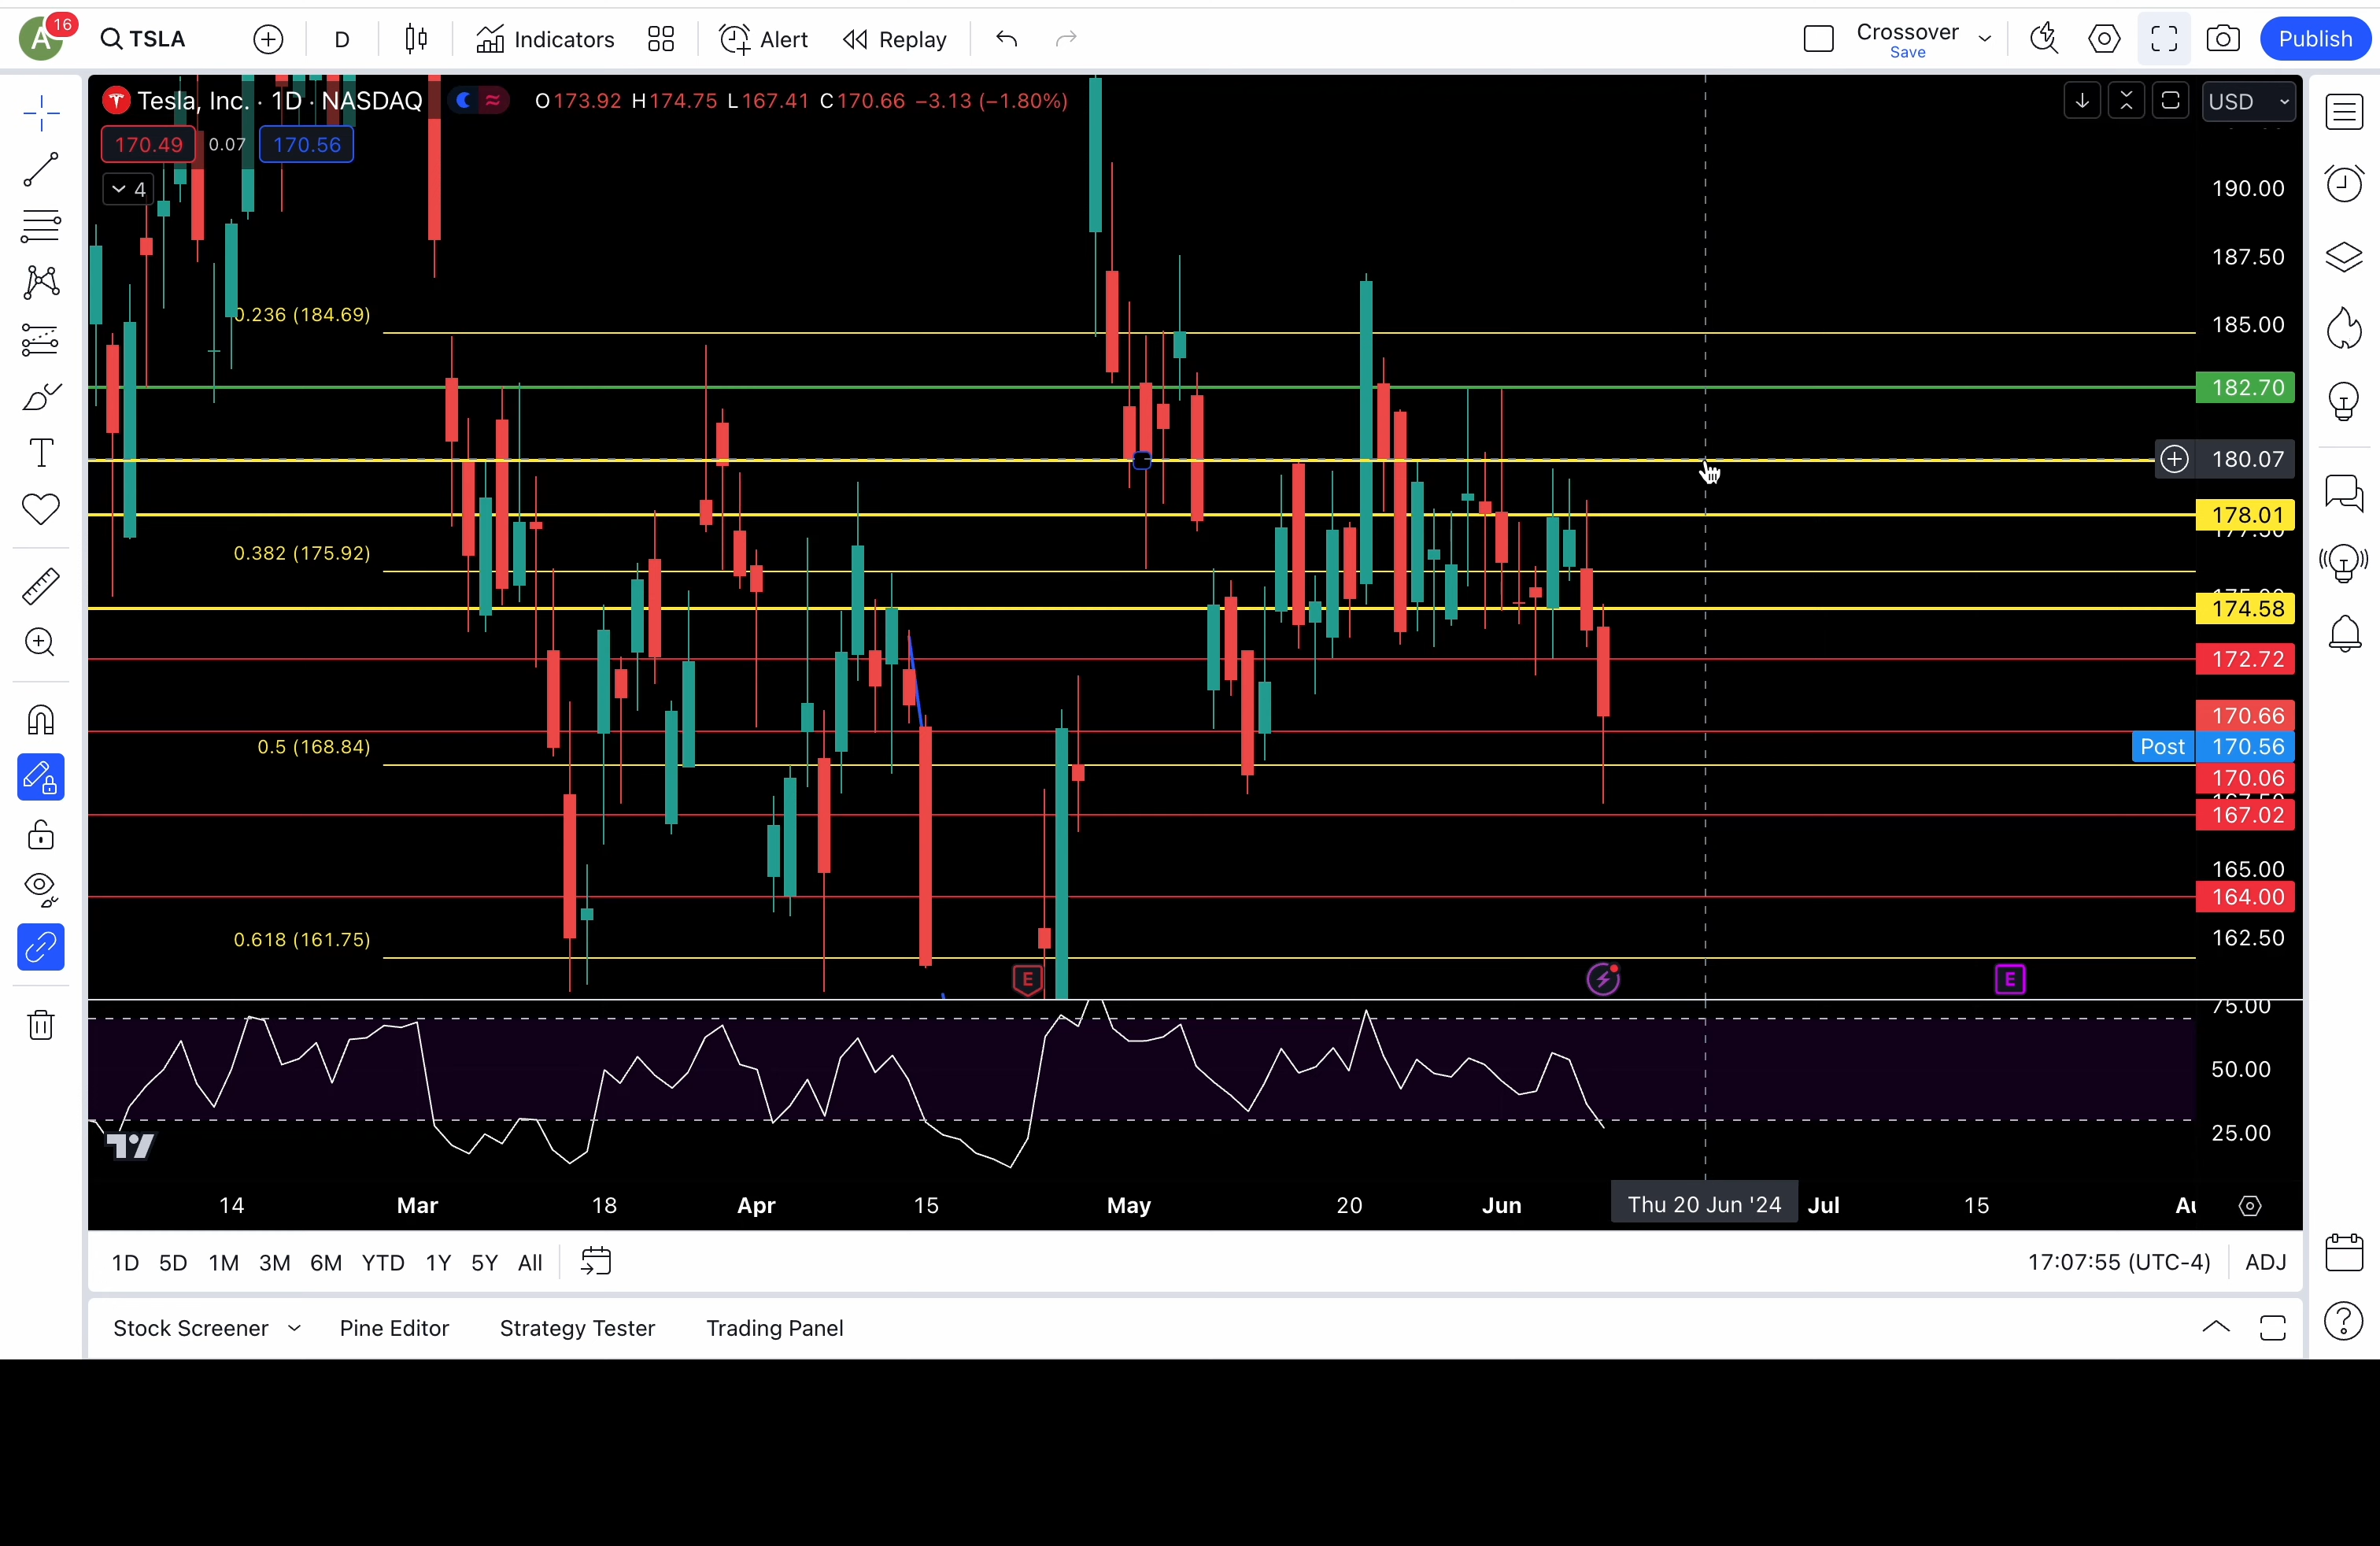 A 16 TSLA D Indicators Alert Replay Crossover Save Publish
Tesla, Inc. · 1D · NASDAQ O173.92 H174.75 L167.41 C170.66 −3.13 (−1.80%) USD
170.49 0.07 170.56
4
190.00
187.50
0.236 (184.69)
185.00
182.70
180.07
178.01
177.50
0.382 (175.92)
174.58
172.72
170.66
0.5 (168.84)
Post 170.56
170.06
167.02
165.00
164.00
0.618 (161.75)
162.50
E E
75.00
50.00
25.00
14 Mar 18 Apr 15 May 20 Jun Thu 20 Jun '24 Jul 15
1D 5D 1M 3M 6M YTD 1Y 5Y All 17:07:55 (UTC-4) ADJ
Stock Screener Pine Editor Strategy Tester Trading Panel